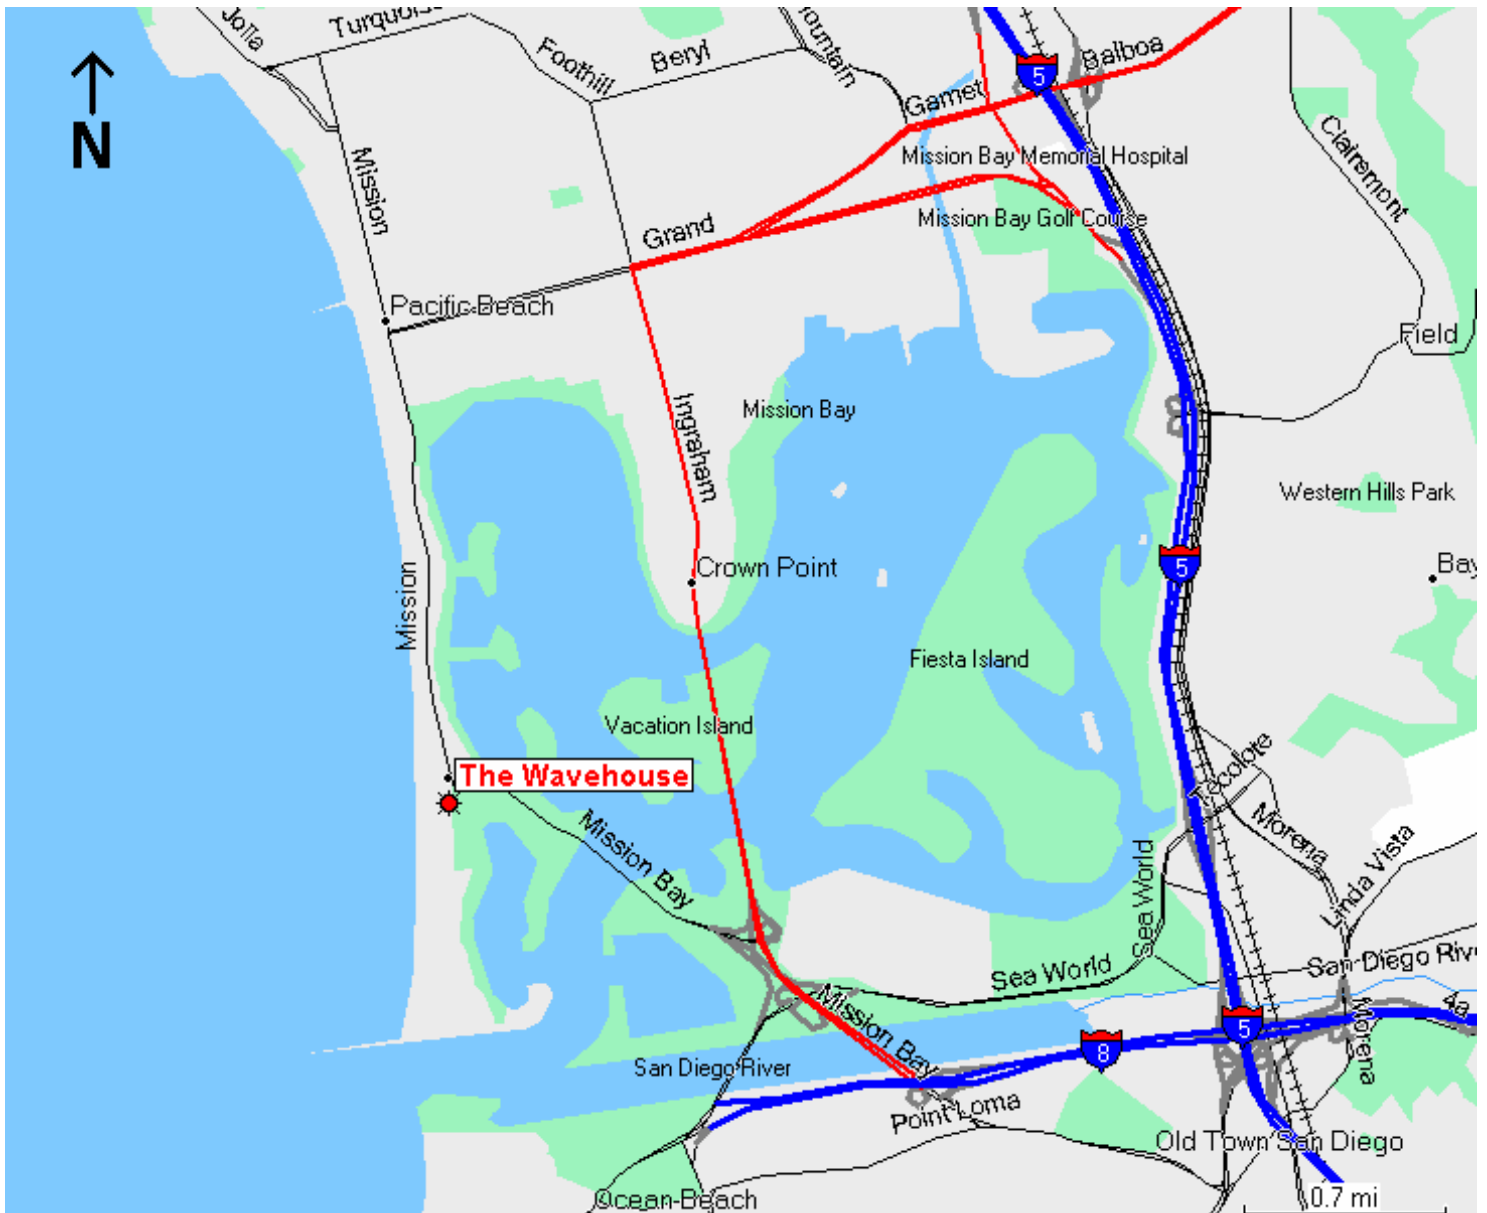 Jolla
Turquoise
Foothill
Beryl
Balboa
5
Garnet
N
Mission
Mission Bay Memorial Hospital
Clairemont
Grand
Mission Bay Golf Course
Pacific Beach
Field
Ingraham
Mission Bay
Western Hills Park
Crown Point
5
Bay
Mission
Fiesta Island
Vacation Island
The Wavehouse
Tecolote
Mission Bay
Morena
Linda Vista
Sea World
Sea World
San Diego Riv
Mission Bay
4a
5
8
Morena
San Diego River
Point Loma
Old Town San Diego
Ocean Beach
0.7 mi